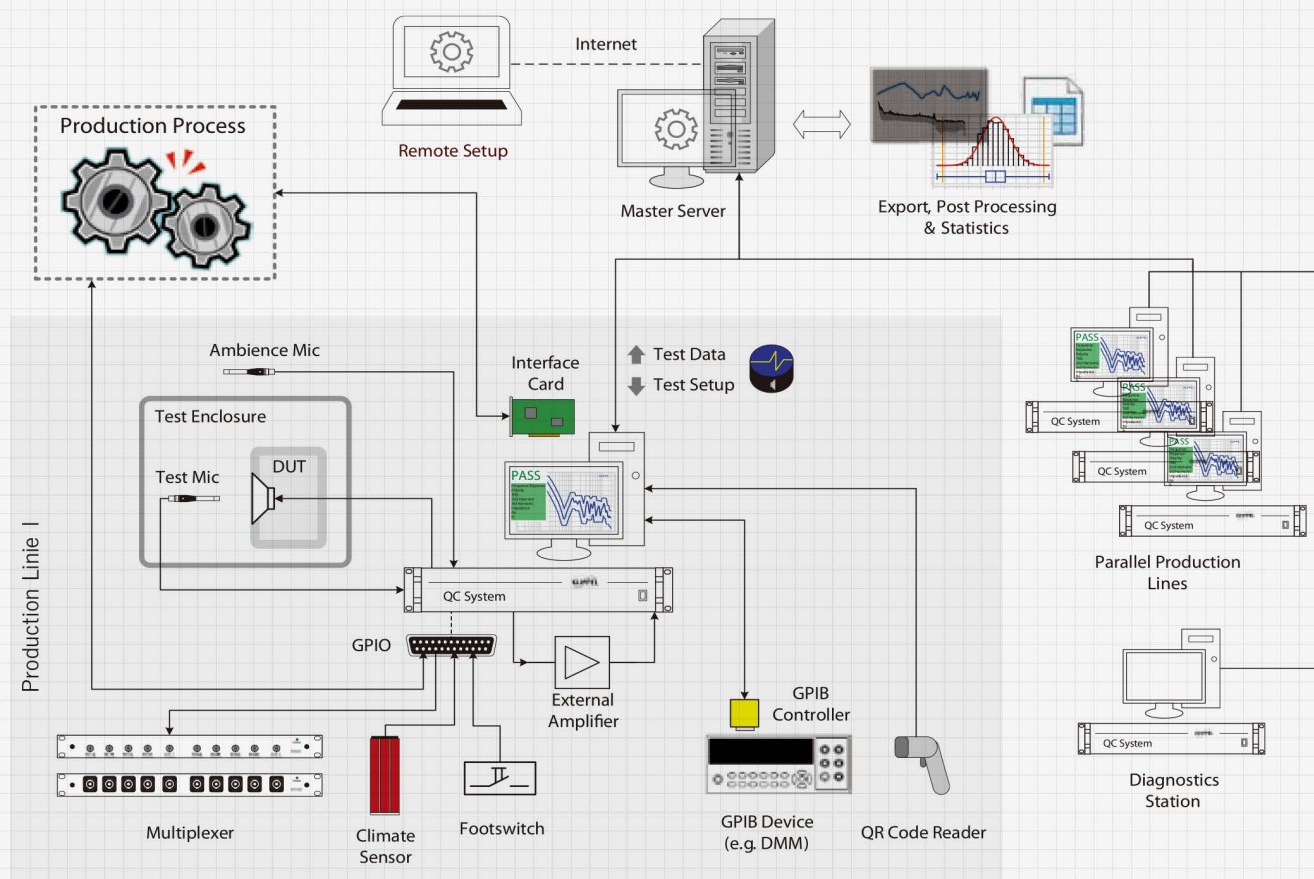 Internet
Production Process
Remote Setup
Master Server
Export, Post Processing
& Statistics
Ambience Mic
Interface
Card
Test Data
Test Setup
Test Enclosure
Test Mic
DUT
PASS
QC System
GPIO
External
Amplifier
GPIB
Controller
Multiplexer
Climate
Sensor
Footswitch
GPIB Device
(e.g. DMM)
QR Code Reader
Production Linie I
PASS
QC System
PASS
QC System
PASS
QC System
Parallel Production
Lines
QC System
Diagnostics
Station